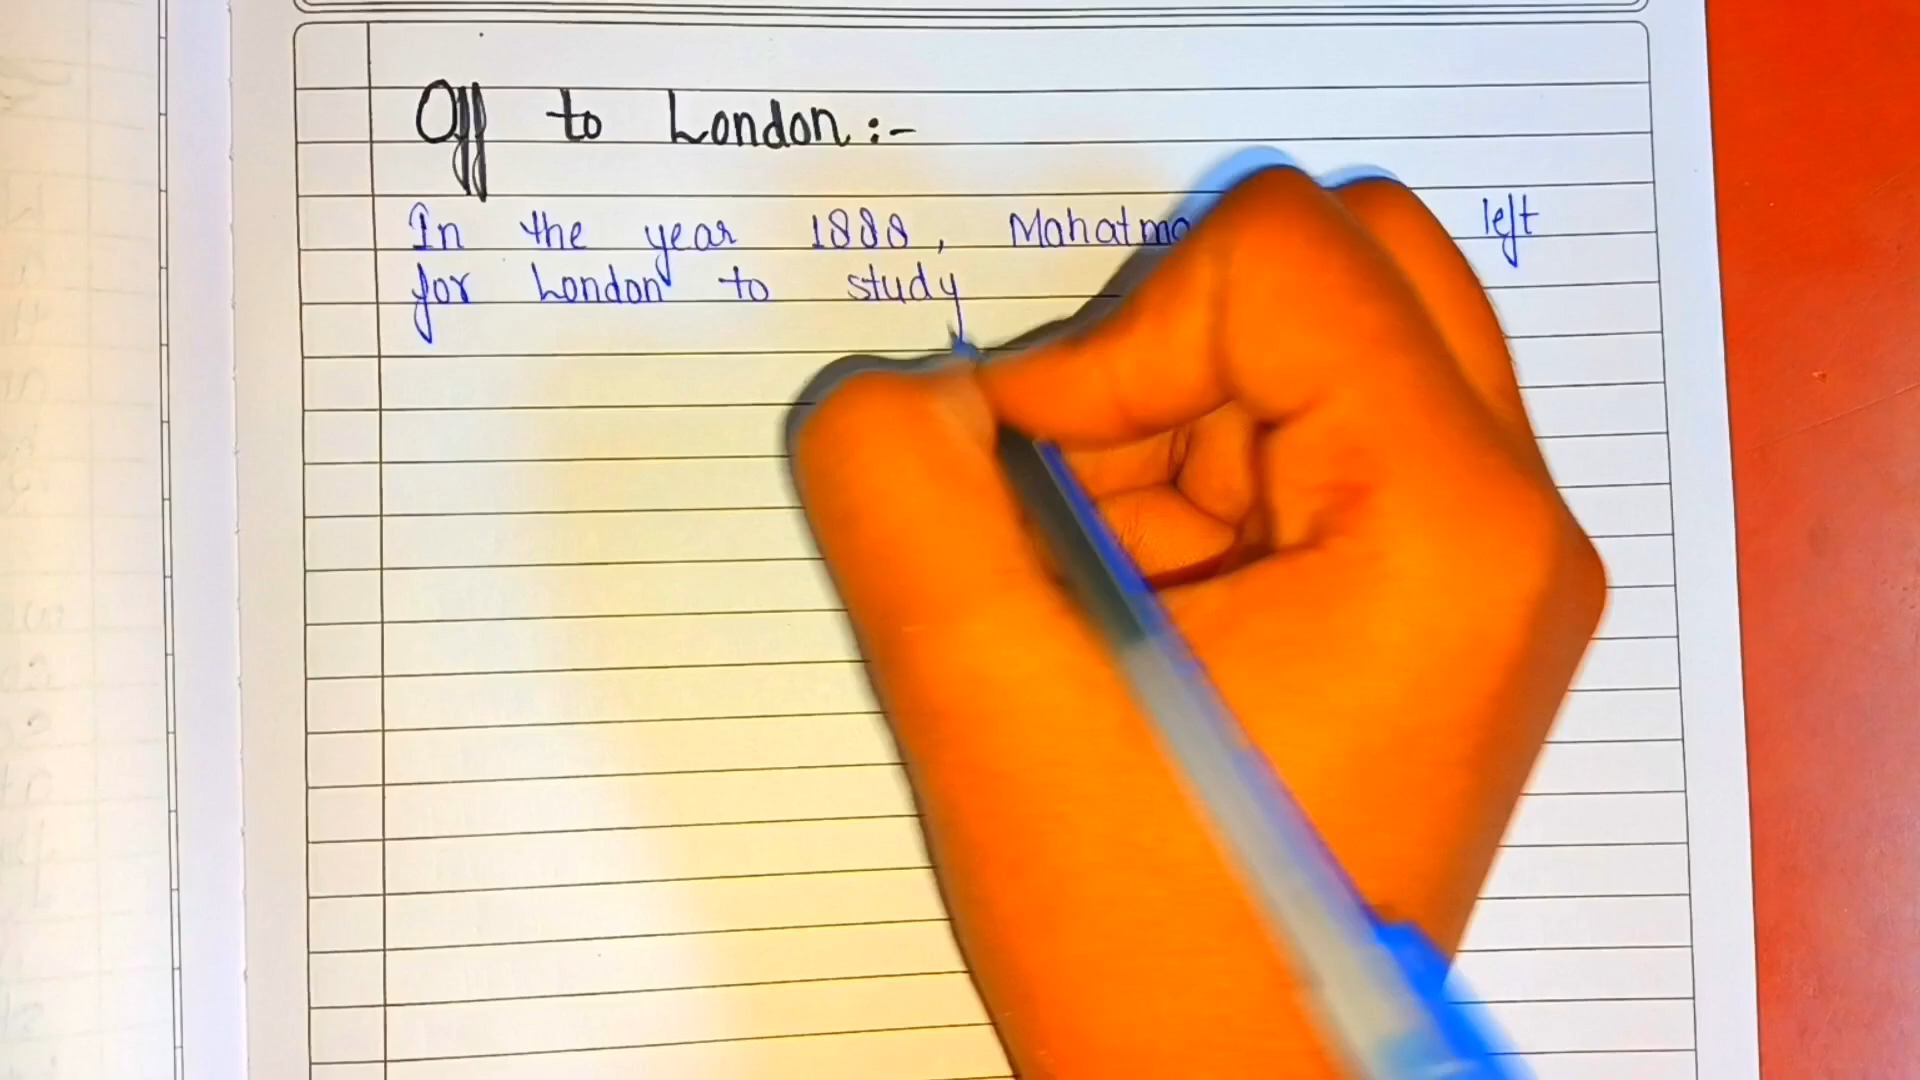 Off to London :-
In the year 1888, Mahatma left
for London to study